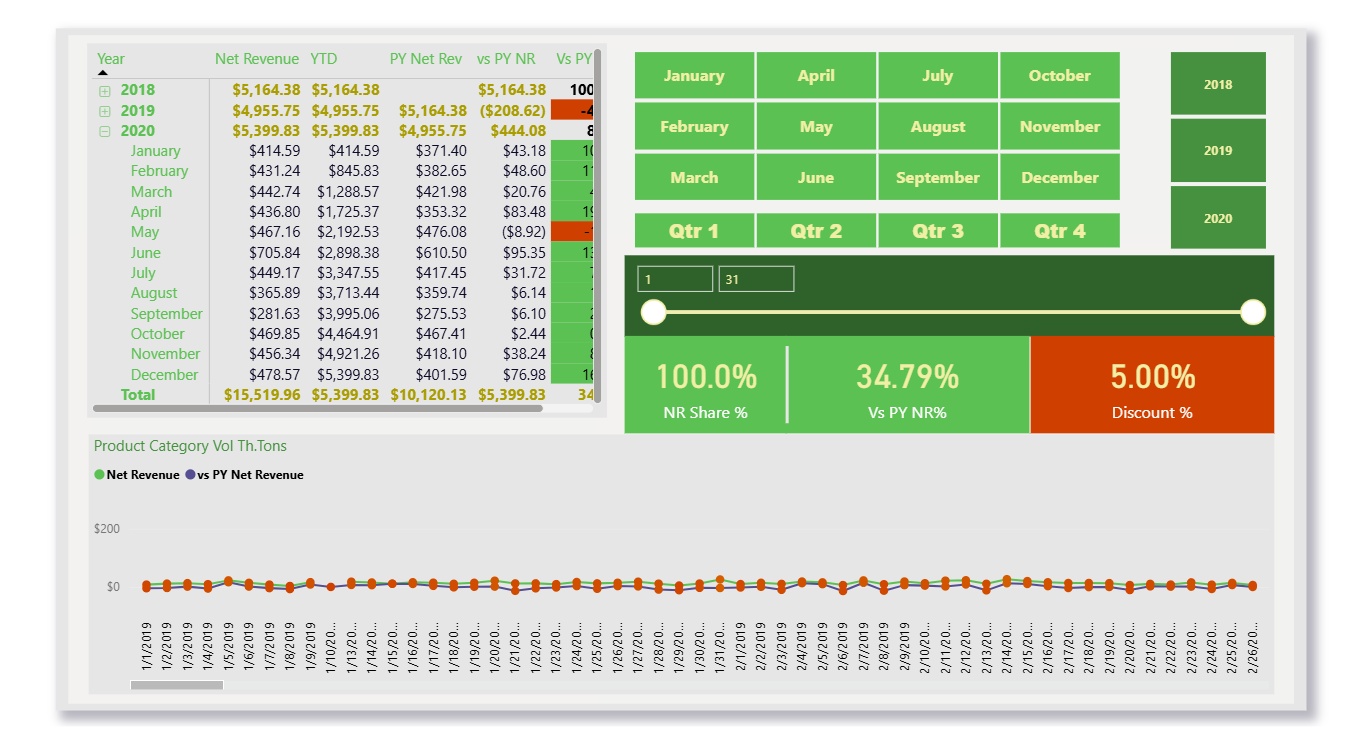 Year Net Revenue YTD PY Net Rev vs PY NR Vs PY
2018 $5,164.38 $5,164.38 $5,164.38 100
2019 $4,955.75 $4,955.75 $5,164.38 ($208.62) -4
2020 $5,399.83 $5,399.83 $4,955.75 $444.08 8
January $414.59 $414.59 $371.40 $43.18 10
February $431.24 $845.83 $382.65 $48.60 11
March $442.74 $1,288.57 $421.98 $20.76
April $436.80 $1,725.37 $353.32 $83.48 19
May $467.16 $2,192.53 $476.08 ($8.92)
June $705.84 $2,898.38 $610.50 $95.35 13
July $449.17 $3,347.55 $417.45 $31.72
August $365.89 $3,713.44 $359.74 $6.14
September $281.63 $3,995.06 $275.53 $6.10
October $469.85 $4,464.91 $467.41 $2.44
November $456.34 $4,921.26 $418.10 $38.24
December $478.57 $5,399.83 $401.59 $76.98 16
Total $15,519.96 $5,399.83 $10,120.13 $5,399.83 34
January April July October
February May August November
March June September December
Qtr 1 Qtr 2 Qtr 3 Qtr 4
2018
2019
2020
1 31
100.0% 34.79% 5.00%
NR Share % Vs PY NR% Discount %
Product Category Vol Th.Tons
Net Revenue vs PY Net Revenue
$200
$0
1/1/2019
1/2/2019
1/3/2019
1/4/2019
1/5/2019
1/6/2019
1/7/2019
1/8/2019
1/9/2019
1/10/20...
1/13/20...
1/14/20...
1/15/20...
1/16/20...
1/17/20...
1/18/20...
1/19/20...
1/20/20...
1/21/20...
1/22/20...
1/23/20...
1/24/20...
1/25/20...
1/26/20...
1/27/20...
1/28/20...
1/29/20...
1/30/20...
1/31/20...
2/1/2019
2/2/2019
2/3/2019
2/4/2019
2/5/2019
2/6/2019
2/7/2019
2/8/2019
2/9/2019
2/10/20...
2/11/20...
2/12/20...
2/13/20...
2/14/20...
2/15/20...
2/16/20...
2/17/20...
2/18/20...
2/19/20...
2/20/20...
2/21/20...
2/22/20...
2/23/20...
2/24/20...
2/25/20...
2/26/20...